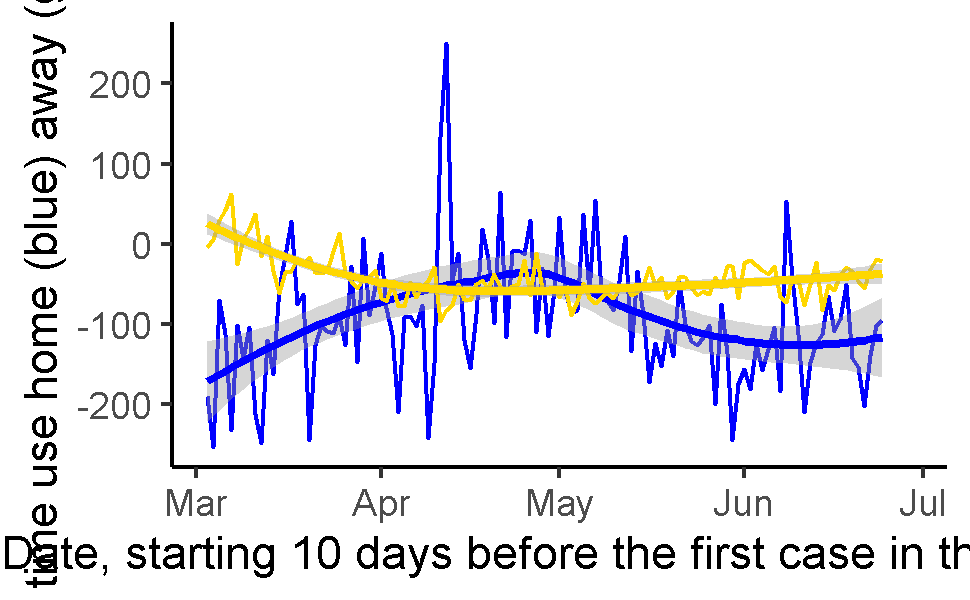 time use home (blue) away (
200
100
0
-100
-200
Mar Apr May Jun Jul
Date, starting 10 days before the first case in th